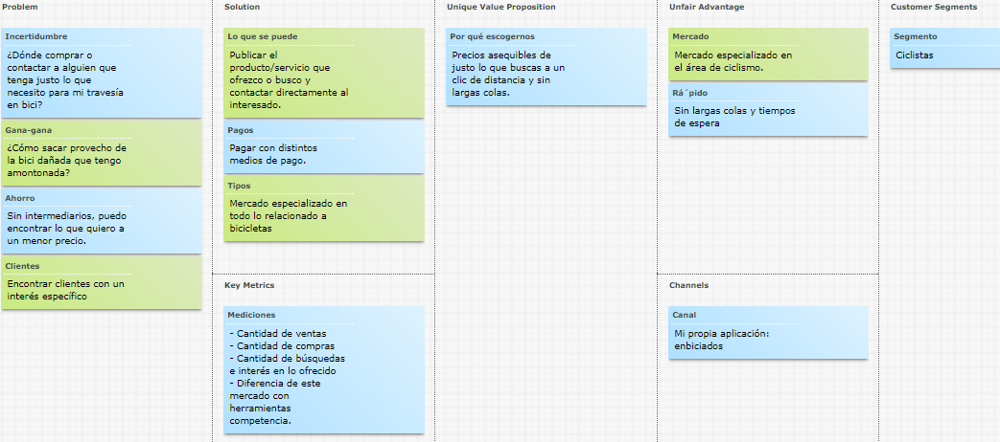 Problem
Incertidumbre
¿Dónde comprar o
contactar a alguien que
tenga justo lo que
necesito para mi travesía
en bici?
Gana-gana
¿Cómo sacar provecho de
la bici dañada que tengo
amontonada?
Ahorro
Sin intermediarios, puedo
encontrar lo que quiero a
un menor precio.
Clientes
Encontrar clientes con un
interés específico
Solution
Lo que se puede
Publicar el
producto/servicio que
ofrezco o busco y
contactar directamente al
interesado.
Pagos
Pagar con distintos
medios de pago.
Tipos
Mercado especializado en
todo lo relacionado a
bicicletas
Key Metrics
Mediciones
- Cantidad de ventas
- Cantidad de compras
- Cantidad de búsquedas
e interés en lo ofrecido
- Diferencia de este
mercado con
herramientas
competencia.
Unique Value Proposition
Por qué escogernos
Precios asequibles de
justo lo que buscas a un
clic de distancia y sin
largas colas.
Unfair Advantage
Mercado
Mercado especializado en
el área de ciclismo.
Rá´pido
Sin largas colas y tiempos
de espera
Channels
Canal
Mi propia aplicación:
enbiciados
Customer Segments
Segmento
Ciclistas